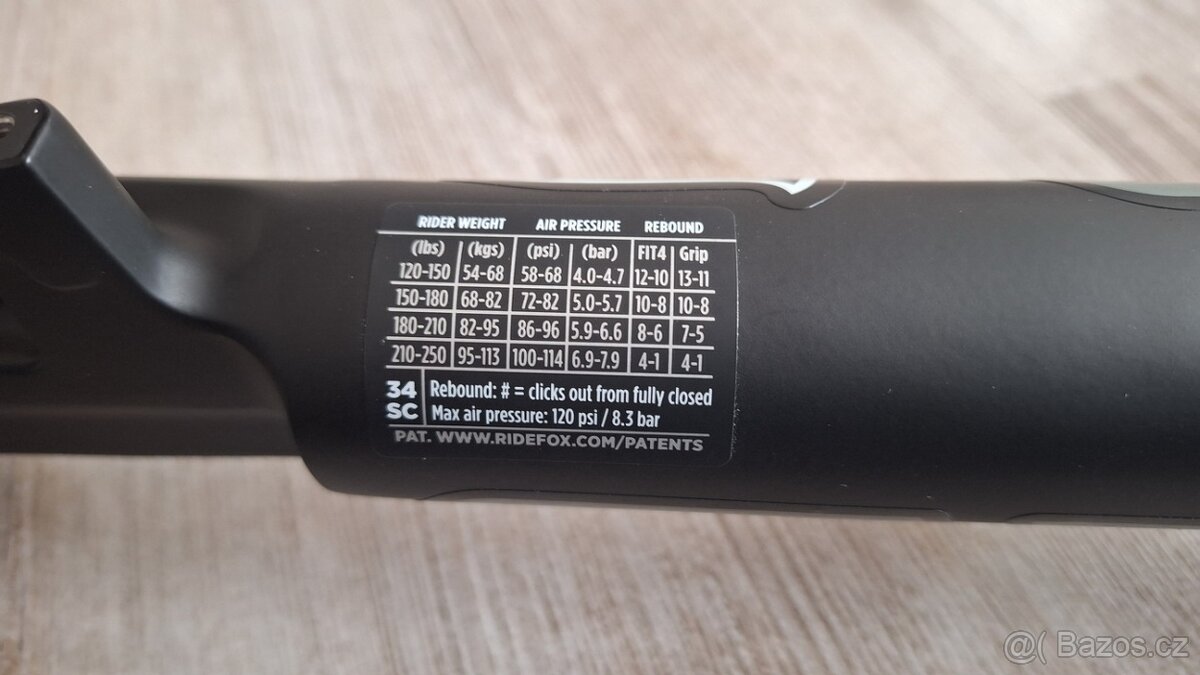 RIDER WEIGHT AIR PRESSURE REBOUND
(lbs) (kgs) (psi) (bar) FIT4 Grip
120-150 54-68 58-68 4.0-4.7 12-10 13-11
150-180 68-82 72-82 5.0-5.7 10-8 10-8
180-210 82-95 86-96 5.9-6.6 8-6 7-5
210-250 95-113 100-114 6.9-7.9 4-1 4-1
34 Rebound: # = clicks out from fully closed
SC Max air pressure: 120 psi / 8.3 bar
PAT. WWW.RIDEFOX.COM/PATENTS
Bazos.cz